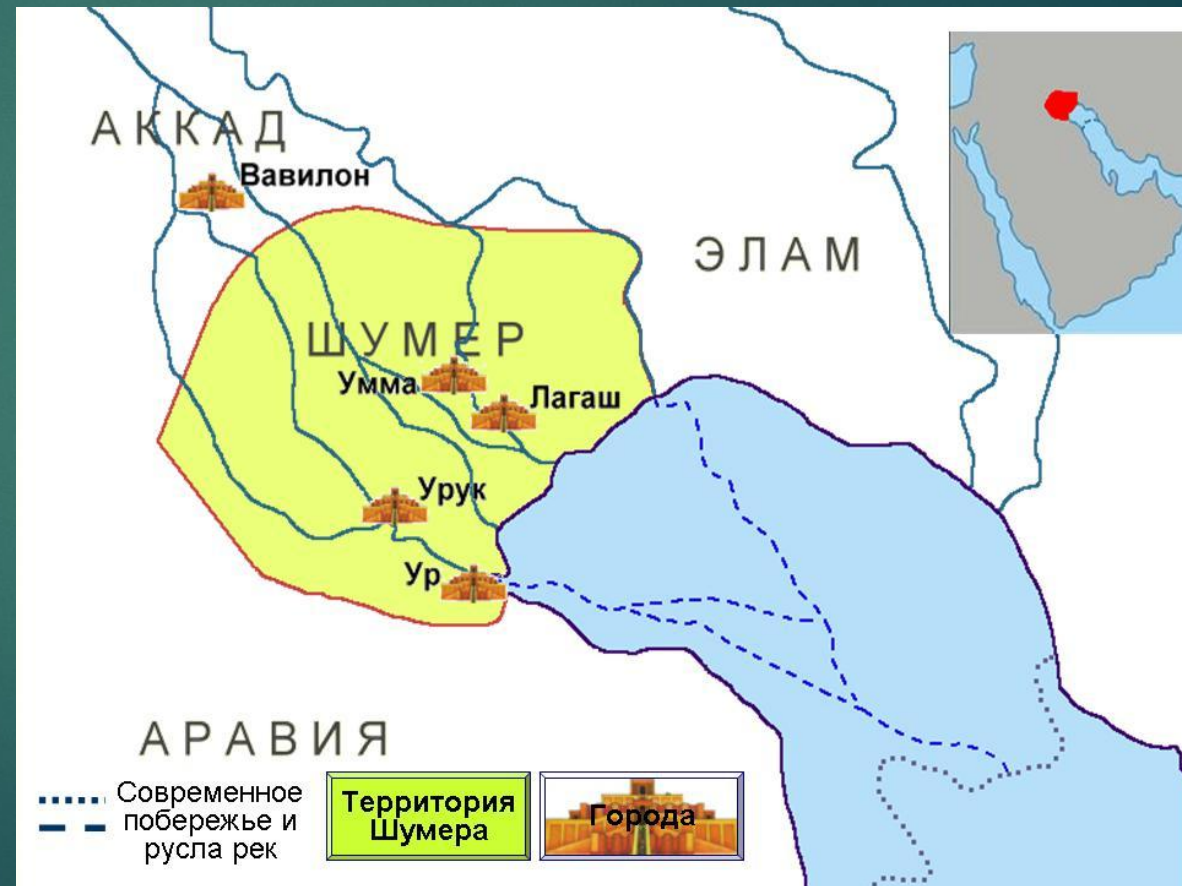 АККАД
Вавилон
ЭЛАМ
ШУМЕР
Умма
Лагаш
Урук
Ур
АРАВИЯ
Современное
побережье и
русла рек
Территория
Шумера
Города